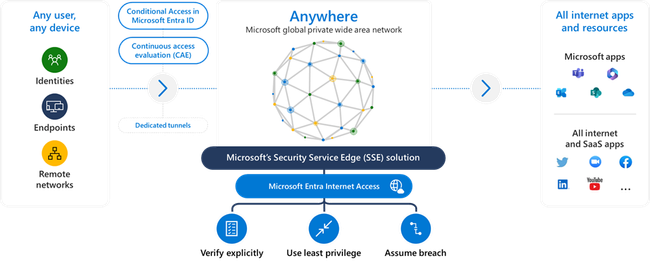 Any user,
any device
Identities
Endpoints
Remote
networks
Conditional Access in
Microsoft Entra ID
Continuous access
evaluation (CAE)
Dedicated tunnels
Anywhere
Microsoft global private wide area network
Microsoft's Security Service Edge (SSE) solution
Microsoft Entra Internet Access
Verify explicitly
Use least privilege
Assume breach
All internet apps
and resources
Microsoft apps
All internet
and SaaS apps
YouTube
...